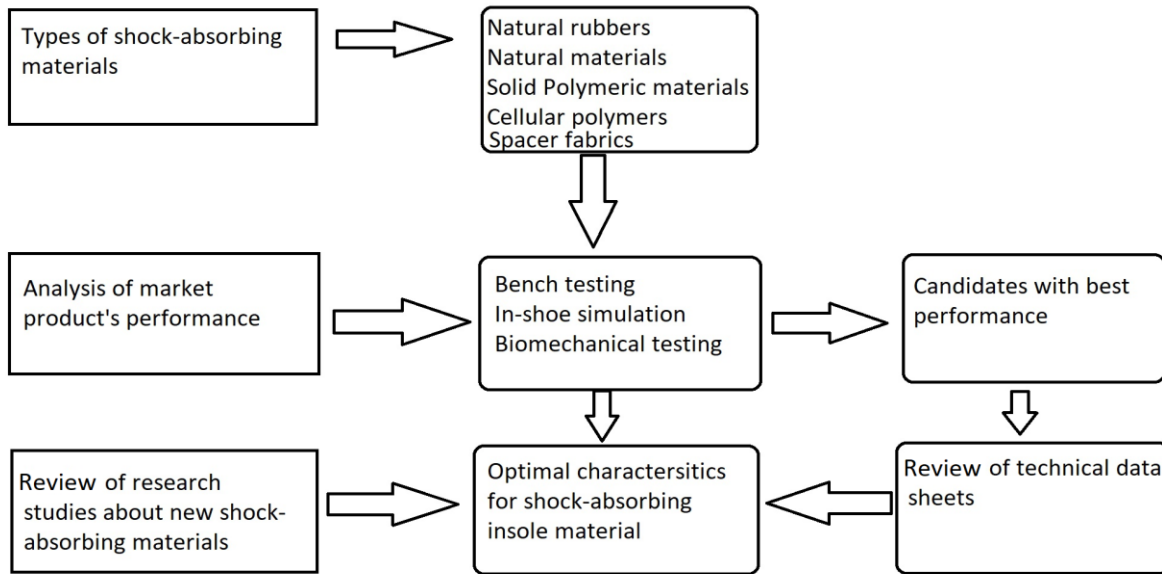 Types of shock-absorbing
materials
Natural rubbers
Natural materials
Solid Polymeric materials
Cellular polymers
Spacer fabrics
Analysis of market
product's performance
Bench testing
In-shoe simulation
Biomechanical testing
Candidates with best
performance
Review of research
studies about new shock-
absorbing materials
Optimal charactersitics
for shock-absorbing
insole material
Review of technical data
sheets